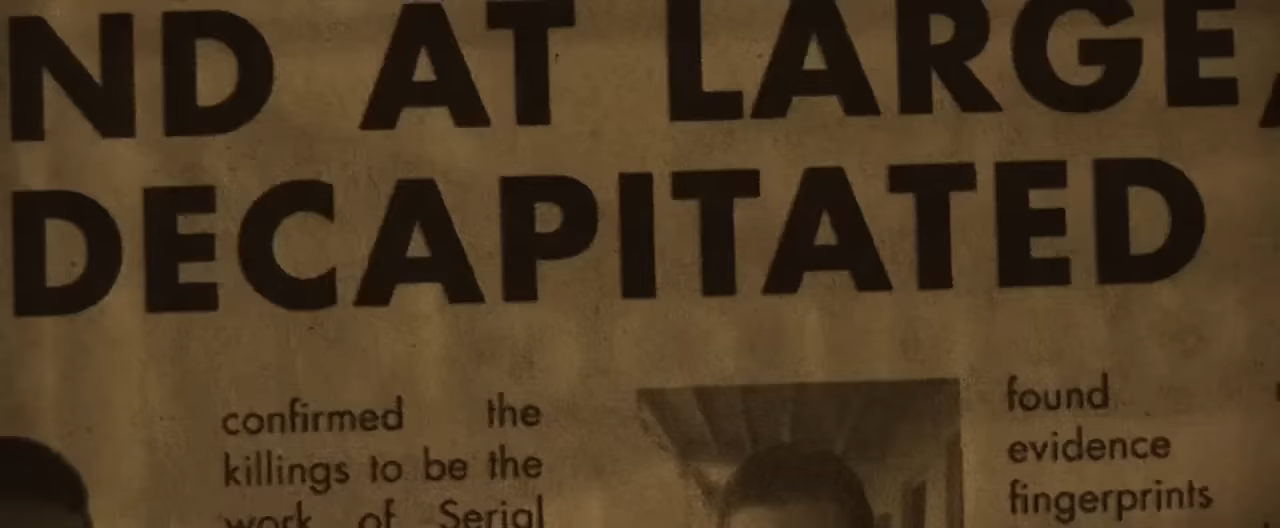 ND AT LARGE,
DECAPITATED
confirmed the
killings to be the
work of Serial
found
evidence
fingerprints